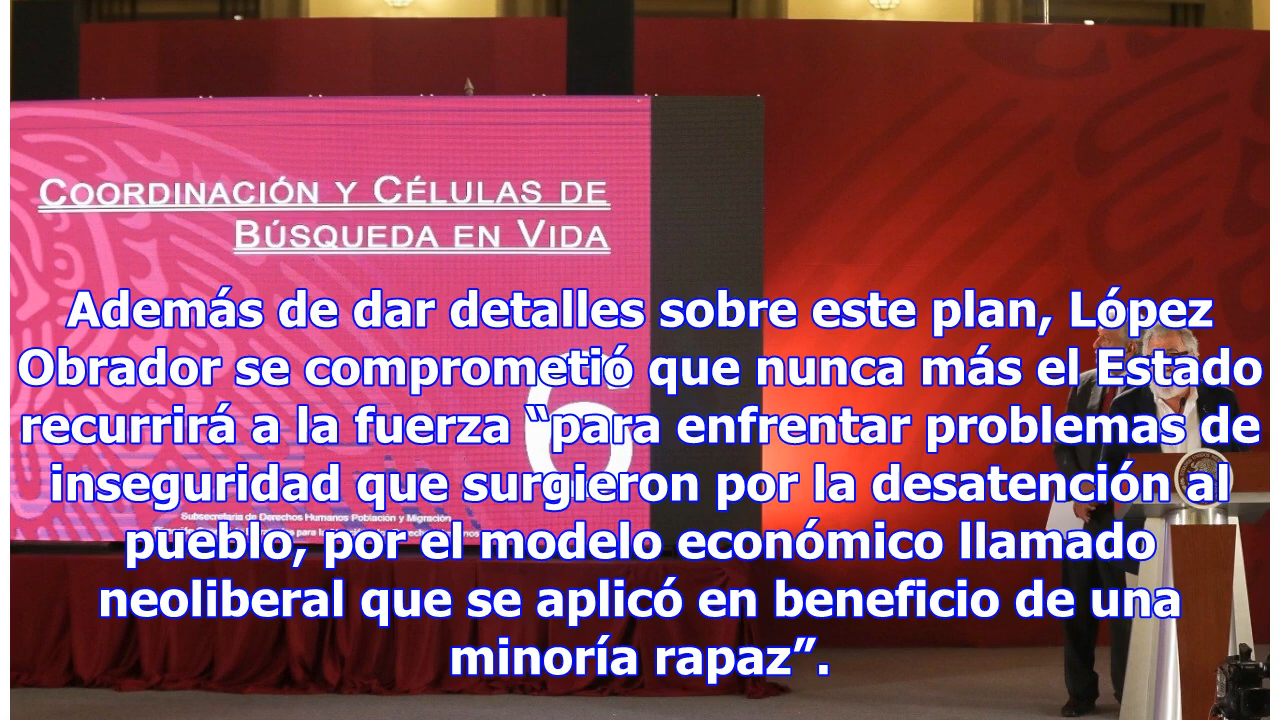 COORDINACIÓN Y CÉLULAS DE
BÚSQUEDA EN VIDA
Además de dar detalles sobre este plan, López
Obrador se comprometió que nunca más el Estado
recurrirá a la fuerza “para enfrentar problemas de
inseguridad que surgieron por la desatención al
pueblo, por el modelo económico llamado
neoliberal que se aplicó en beneficio de una
minoría rapaz”.
6
Subsecretaría de Derechos Humanos Población y Migración